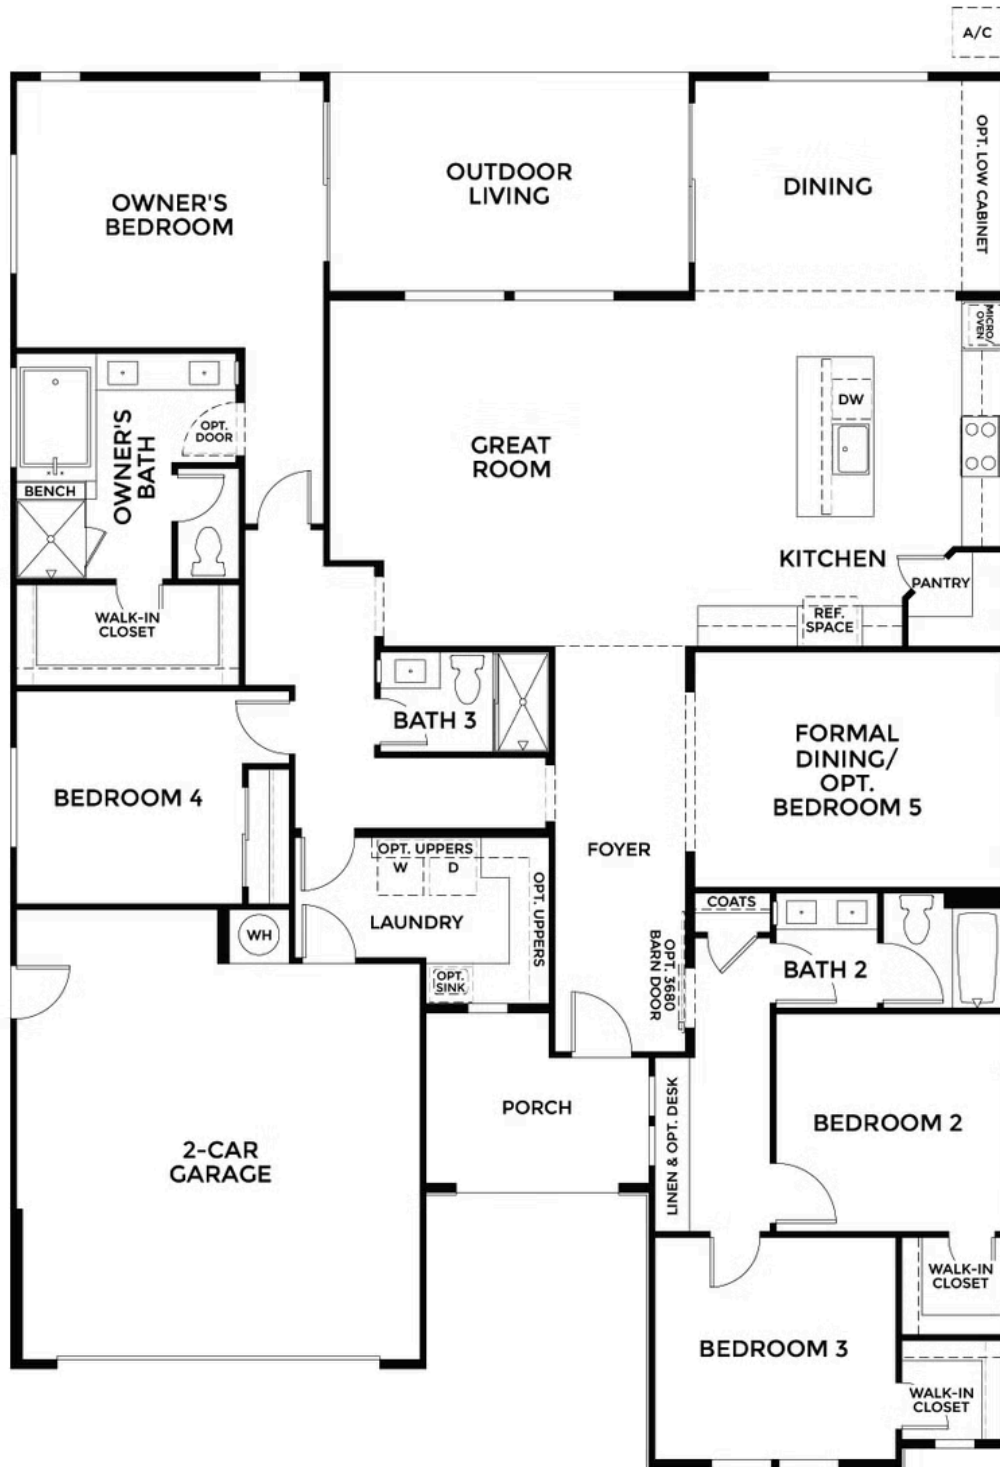 A/C
OWNER'S
BEDROOM
OUTDOOR
LIVING
DINING
OPT. LOW CABINET
MICRO/
OVEN
DW
OPT.
DOOR
OWNER'S
BATH
BENCH
GREAT
ROOM
KITCHEN
PANTRY
REF.
SPACE
WALK-IN
CLOSET
BATH 3
FORMAL
DINING/
OPT.
BEDROOM 5
BEDROOM 4
FOYER
OPT. UPPERS
W
D
OPT. UPPERS
LAUNDRY
WH
OPT.
SINK
COATS
OPT. 3680
BARN DOOR
BATH 2
PORCH
LINEN & OPT. DESK
BEDROOM 2
2-CAR
GARAGE
WALK-IN
CLOSET
BEDROOM 3
WALK-IN
CLOSET